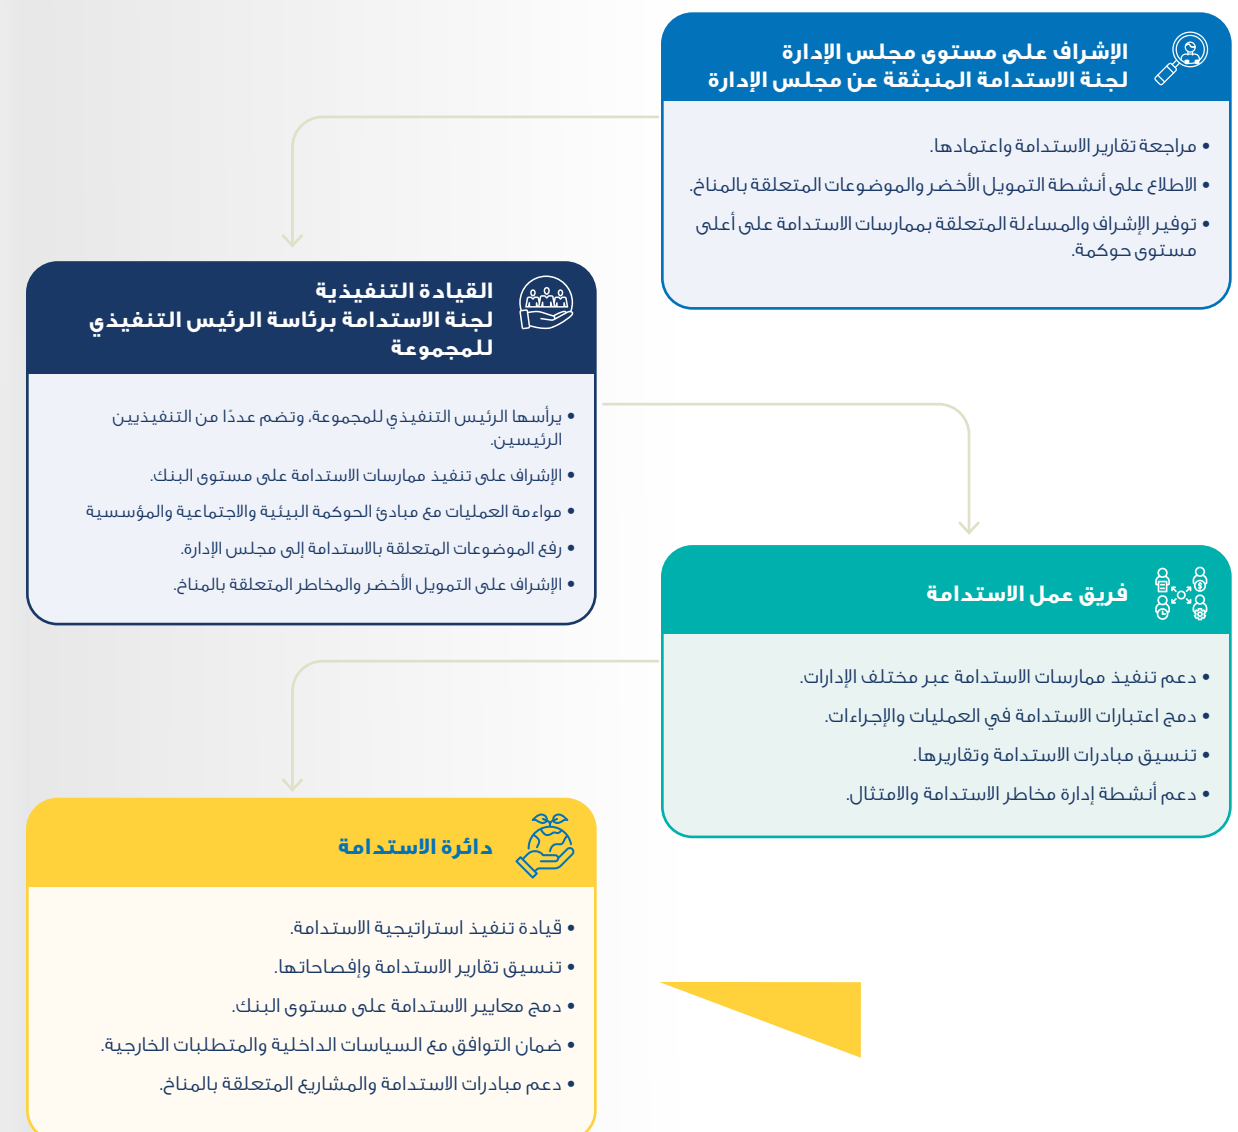 الإشراف على مستوى مجلس الإدارة
لجنة الاستدامة المنبثقة عن مجلس الإدارة
• مراجعة تقارير الاستدامة واعتمادها.
• الاطلاع على أنشطة التمويل الأخضر والموضوعات المتعلقة بالمناخ.
• توفير الإشراف والمساءلة المتعلقة بممارسات الاستدامة على أعلى
مستوى حوكمة.
القيادة التنفيذية
لجنة الاستدامة برئاسة الرئيس التنفيذي
للمجموعة
• يرأسها الرئيس التنفيذي للمجموعة، وتضم عددًا من التنفيذيين
الرئيسين.
• الإشراف على تنفيذ ممارسات الاستدامة على مستوى البنك.
• مواءمة العمليات مع مبادئ الحوكمة البيئية والاجتماعية والمؤسسية
• رفع الموضوعات المتعلقة بالاستدامة إلى مجلس الإدارة.
• الإشراف على التمويل الأخضر والمخاطر المتعلقة بالمناخ.
فريق عمل الاستدامة
• دعم تنفيذ ممارسات الاستدامة عبر مختلف الإدارات.
• دمج اعتبارات الاستدامة في العمليات والإجراءات.
• تنسيق مبادرات الاستدامة وتقاريرها.
• دعم أنشطة إدارة مخاطر الاستدامة والامتثال.
دائرة الاستدامة
• قيادة تنفيذ استراتيجية الاستدامة.
• تنسيق تقارير الاستدامة وإفصاحاتها.
• دمج معايير الاستدامة على مستوى البنك.
• ضمان التوافق مع السياسات الداخلية والمتطلبات الخارجية.
• دعم مبادرات الاستدامة والمشاريع المتعلقة بالمناخ.